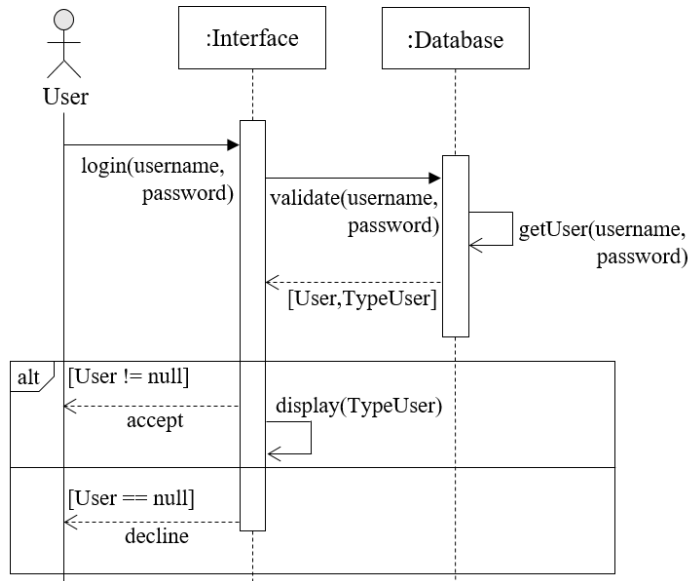 :Interface
:Database
User
login(username,
password)
validate(username,
password)
getUser(username,
password)
[User,TypeUser]
alt
[User != null]
accept
display(TypeUser)
[User == null]
decline